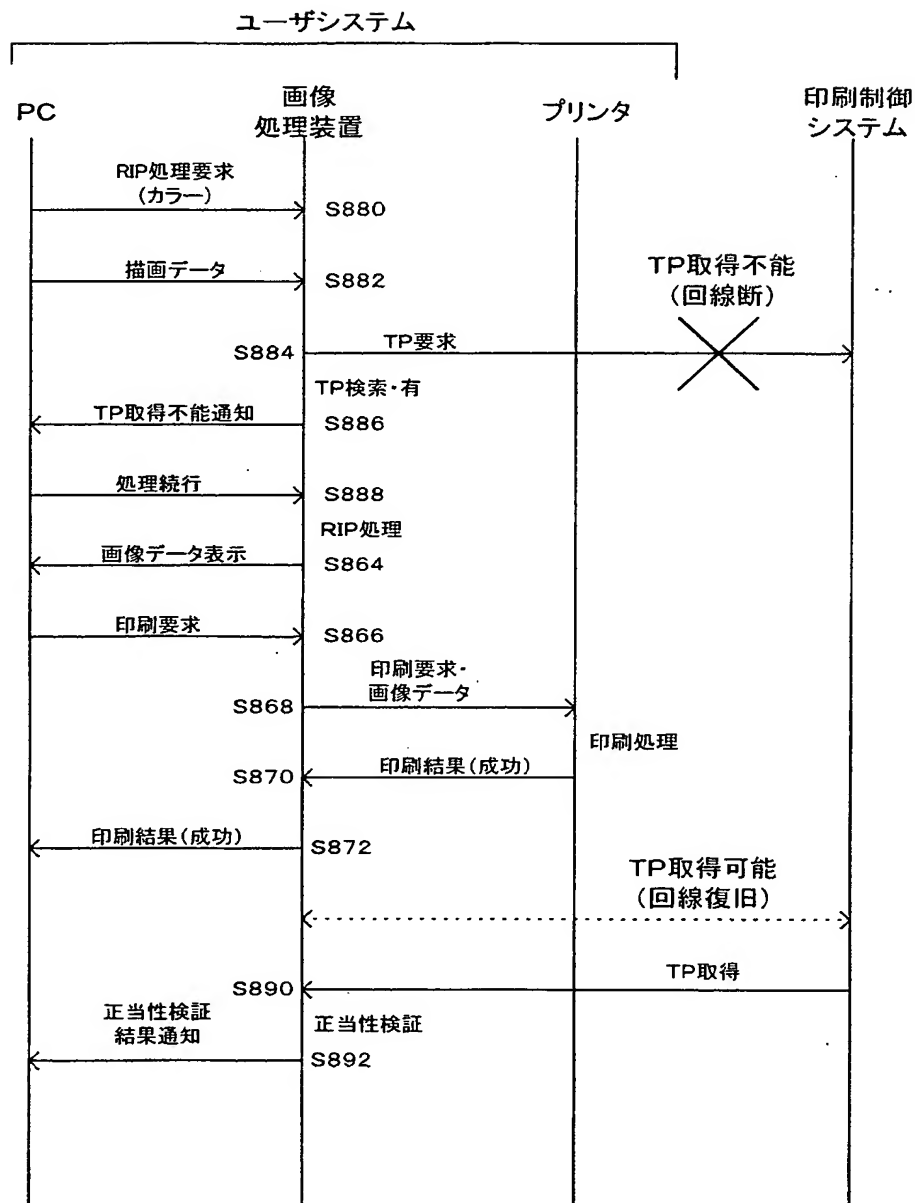 ユーザシステム
PC
画像
処理装置
プリンタ
印刷制御
システム
RIP処理要求
(カラー)
S880
描画データ
S882
TP取得不能
(回線断)
S884
TP要求
TP検索・有
TP取得不能通知
S886
処理続行
S888
RIP処理
画像データ表示
S864
印刷要求
S866
印刷要求・
画像データ
S868
印刷処理
S870
印刷結果(成功)
印刷結果(成功)
S872
TP取得可能
(回線復旧)
S890
TP取得
正当性検証
結果通知
正当性検証
S892